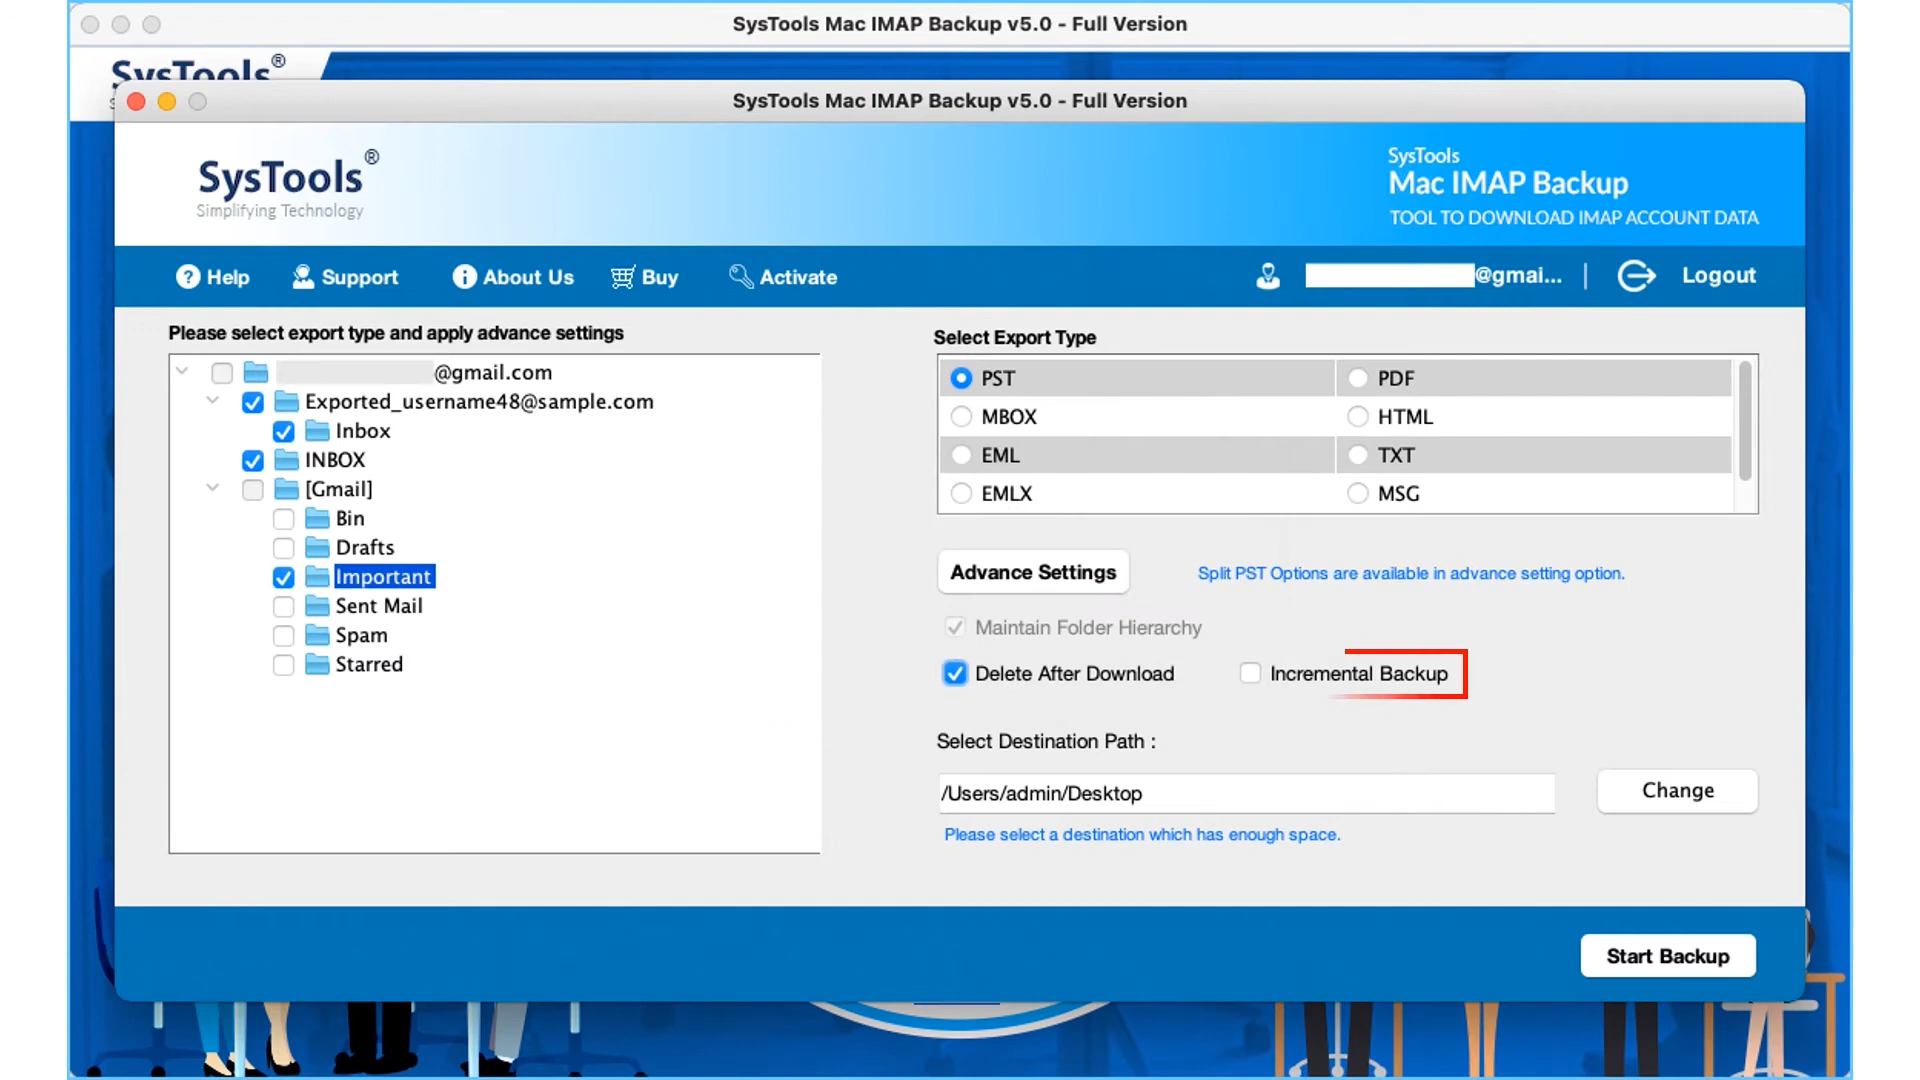 SysTools Mac IMAP Backup v5.0 - Full Version
SysTools®
SysTools Mac IMAP Backup v5.0 - Full Version
SysTools®
Simplifying Technology
SysTools
Mac IMAP Backup
TOOL TO DOWNLOAD IMAP ACCOUNT DATA
Help Support About Us Buy Activate @gmai... | Logout
Please select export type and apply advance settings
@gmail.com
Exported_username48@sample.com
Inbox
INBOX
[Gmail]
Bin
Drafts
Important
Sent Mail
Spam
Starred
Select Export Type
PST PDF
MBOX HTML
EML TXT
EMLX MSG
Advance Settings Split PST Options are available in advance setting option.
Maintain Folder Hierarchy
Delete After Download Incremental Backup
Select Destination Path :
/Users/admin/Desktop Change
Please select a destination which has enough space.
Start Backup